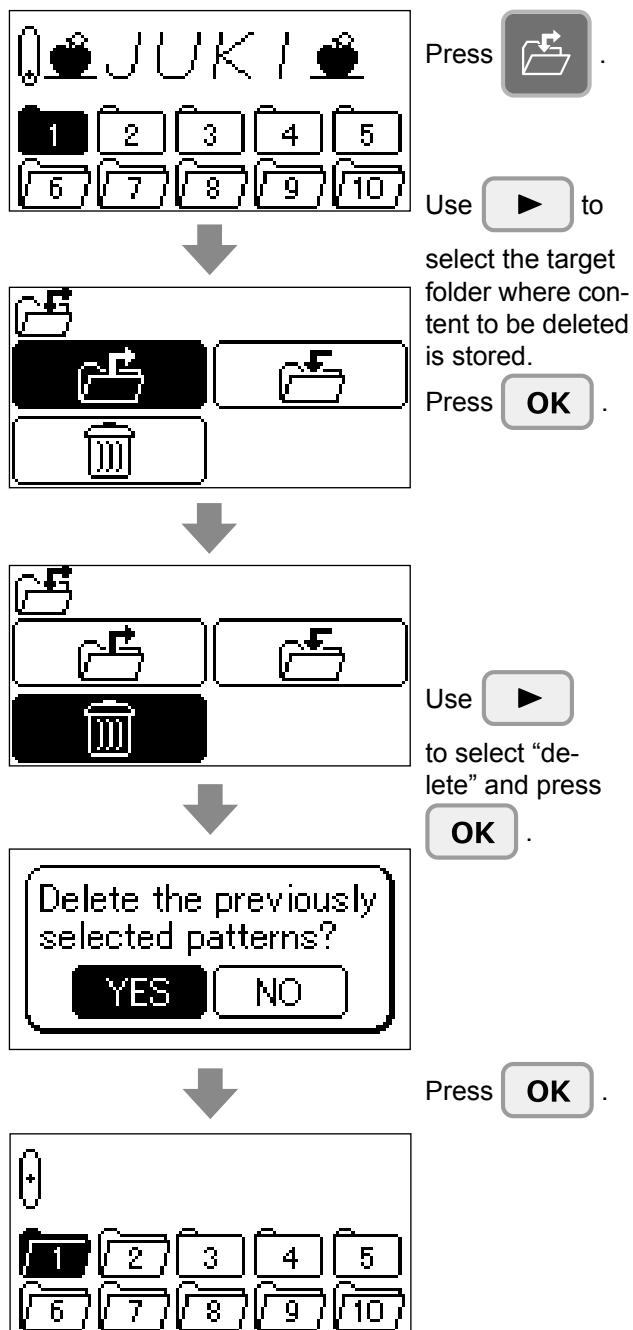 JUKI
Press .
1 2 3 4 5
6 7 8 9 10
Use to
select the target
folder where con-
tent to be deleted
is stored.
Press OK .
Use
to select “de-
lete” and press
OK .
Delete the previously
selected patterns?
YES NO
Press OK .
1 2 3 4 5
6 7 8 9 10